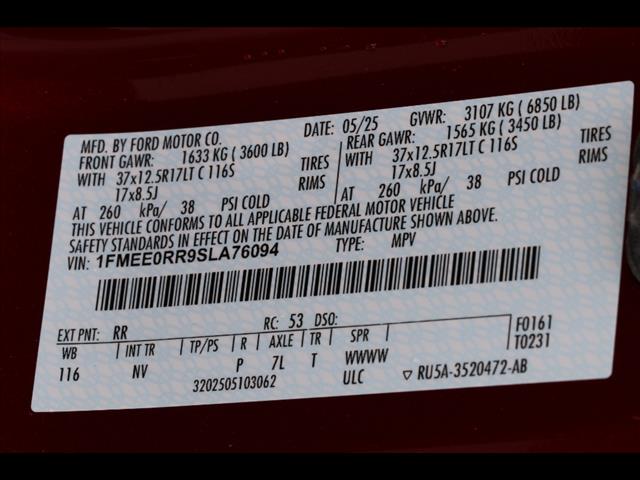 MFD. BY FORD MOTOR CO. DATE: 05/25 GVWR: 3107 KG ( 6850 LB)
FRONT GAWR: 1633 KG ( 3600 LB) REAR GAWR: 1565 KG ( 3450 LB)
WITH 37x12.5R17LT C 116S TIRES WITH 37x12.5R17LT C 116S TIRES
17x8.5J RIMS 17x8.5J RIMS
AT 260 kPa/ 38 PSI COLD AT 260 kPa/ 38 PSI COLD
THIS VEHICLE CONFORMS TO ALL APPLICABLE FEDERAL MOTOR VEHICLE
SAFETY STANDARDS IN EFFECT ON THE DATE OF MANUFACTURE SHOWN ABOVE.
VIN: 1FMEE0RR9SLA76094 TYPE: MPV
EXT PNT: RR RC: 53 DSO: F0161
WB INT TR TP/PS R AXLE TR SPR T0231
116 NV P 7L T WWWW
3202505103062 ULC ▽ RU5A-3520472-AB